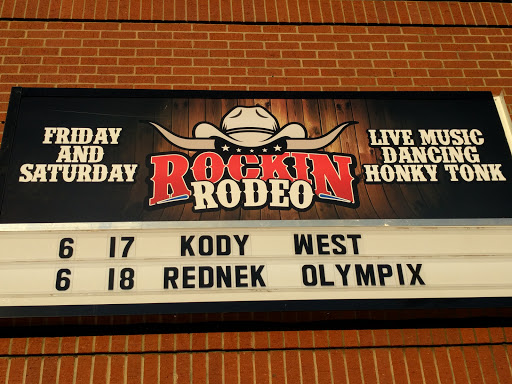 FRIDAY
AND
SATURDAY
ROCKIN
RODEO
LIVE MUSIC
DANCING
HONKY TONK
6 17 KODY WEST
6 18 REDNEK OLYMPIX